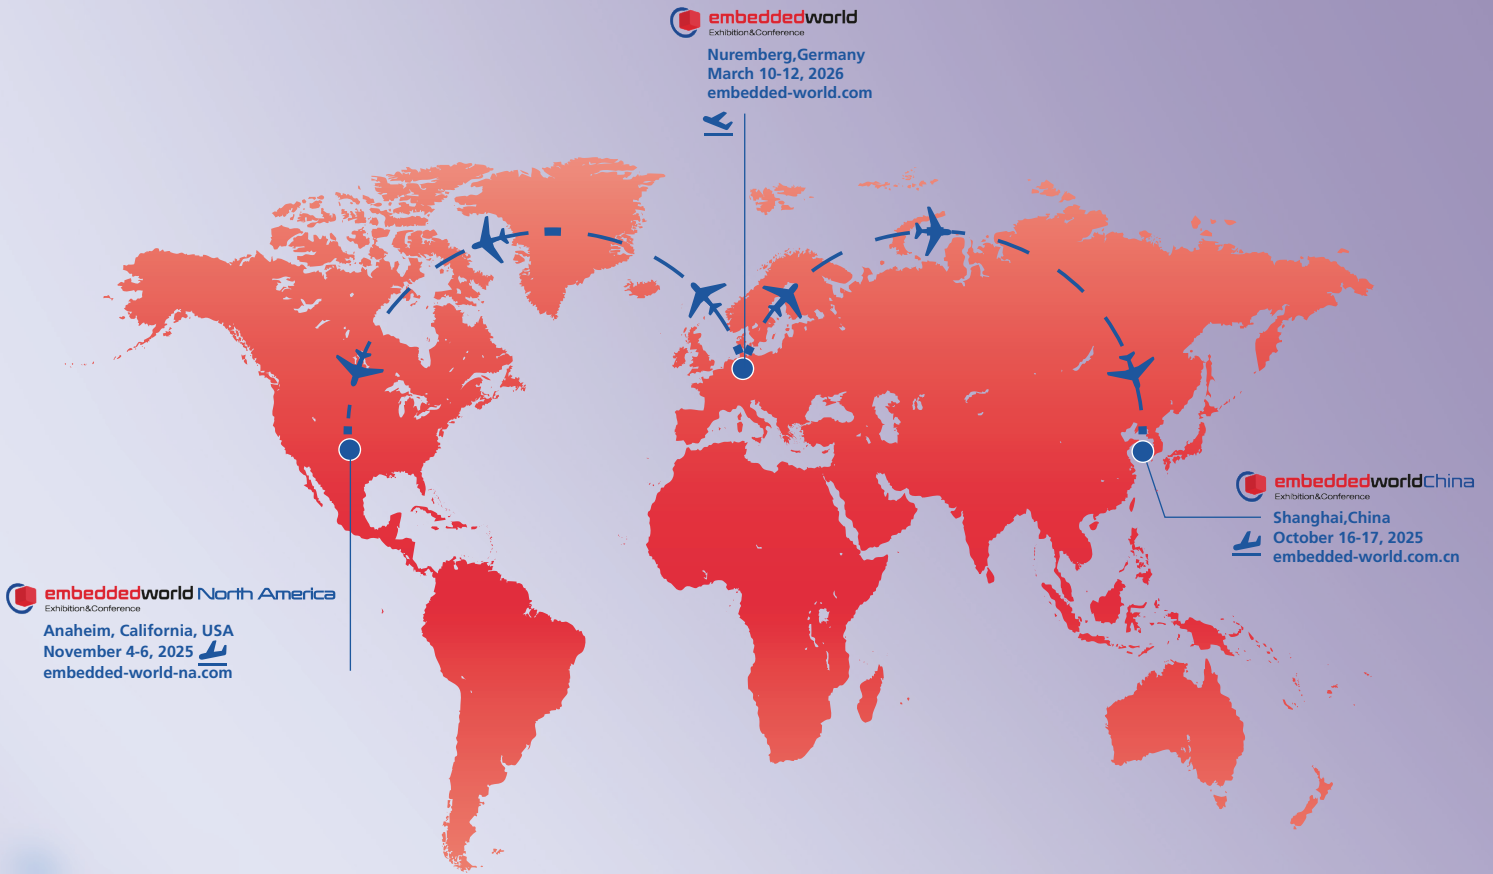 embeddedworld
Exhibition&Conference
Nuremberg,Germany
March 10-12, 2026
embedded-world.com
embeddedworldChina
Exhibition&Conference
Shanghai,China
October 16-17, 2025
embedded-world.com.cn
embeddedworld North America
Exhibition&Conference
Anaheim, California, USA
November 4-6, 2025
embedded-world-na.com